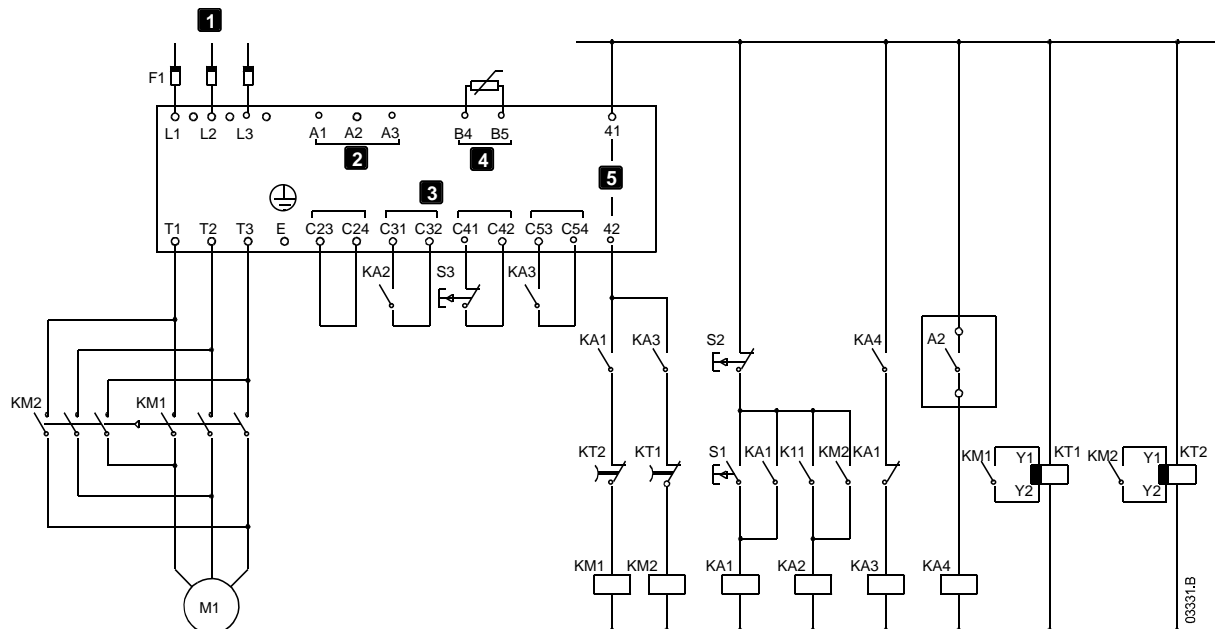 1
F1
L1 L2 L3 A1 A2 A3 B4 B5 41
2 4 5
3
T1 T2 T3 E C23 C24 C31 C32 C41 C42 C53 C54 42
KA2 S3 KA3
KA1 KA3 S2 KA4 A2
KM2 KM1
KT2 KT1 S1 KA1 K11 KM2 KA1 KM1 Y1 KT1 KM2 Y1 KT2
Y2 Y2
KM1 KM2 KA1 KA2 KA3 KA4
M1
03331.B